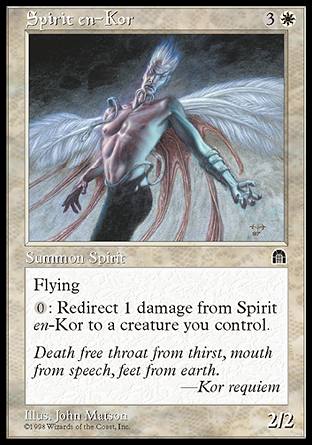 Spirit en-Kor 3
Summon Spirit
Flying
0: Redirect 1 damage from Spirit
en-Kor to a creature you control.
Death free throat from thirst, mouth
from speech, feet from earth.
—Kor requiem
Illus. John Matson
©1998 Wizards of the Coast, Inc.
2/2